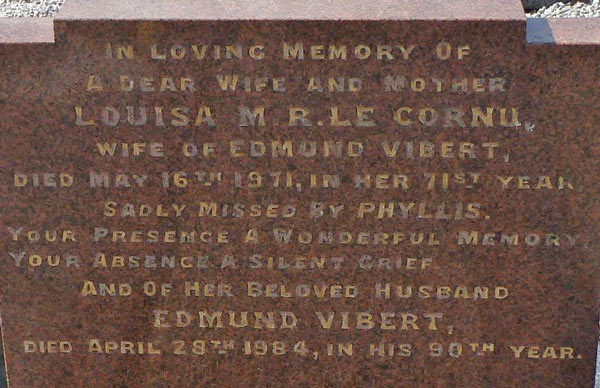 In Loving Memory Of
A Dear Wife and Mother
Louisa M. R. Le Cornu,
Wife of Edmund Vibert,
Died May 16th 1971, in her 71st year.
Sadly Missed by Phyllis.
Your Presence a Wonderful Memory,
Your Absence a Silent Grief.
And of Her Beloved Husband
Edmund Vibert,
Died April 28th 1984, in his 90th year.